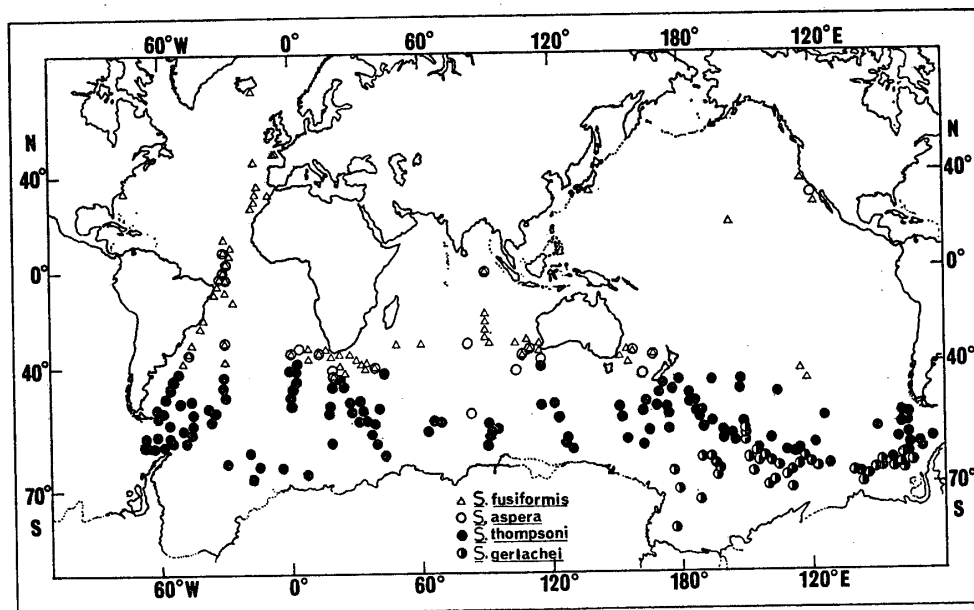 60°W 0° 60° 120° 180° 120°E
N N
40° 40°
0° 0°
40° 40°
70° 70°
S S
S. fusiformis
S. aspera
S. thompsoni
S. gerlachei
60°W 0° 60° 120° 180° 120°E